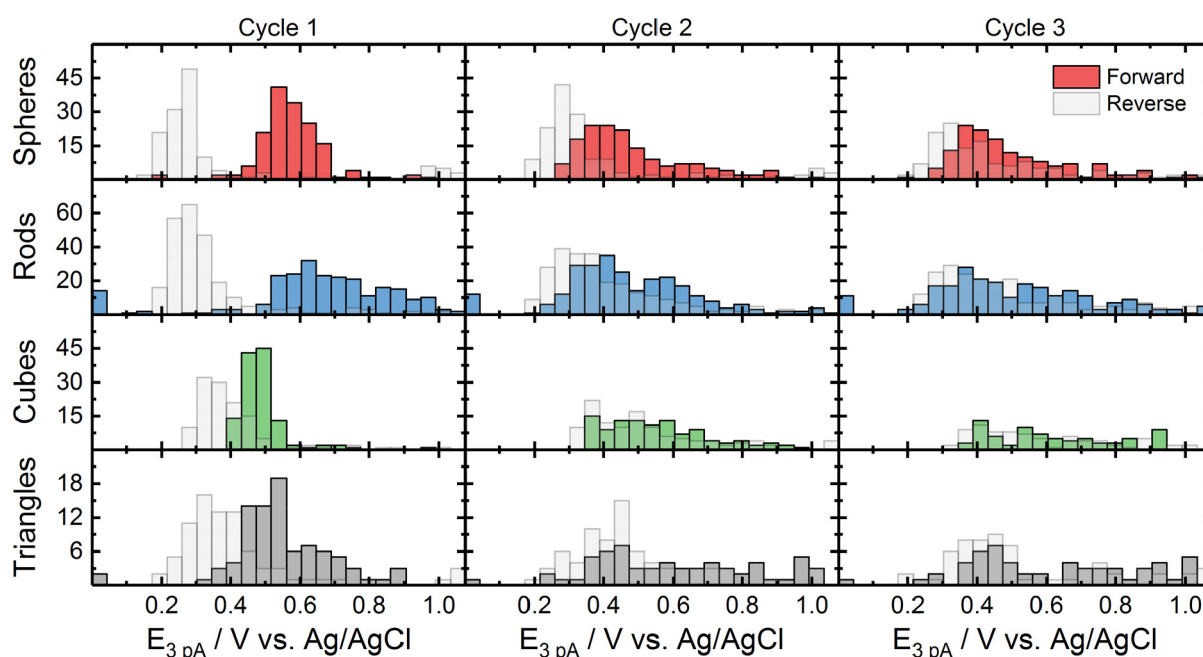 Cycle 1 Cycle 2 Cycle 3
Spheres
45
30
15
Forward
Reverse
Rods
60
40
20
Cubes
45
30
15
Triangles
18
12
6
0.2 0.4 0.6 0.8 1.0 0.2 0.4 0.6 0.8 1.0 0.2 0.4 0.6 0.8 1.0
E3 pA / V vs. Ag/AgCl E3 pA / V vs. Ag/AgCl E3 pA / V vs. Ag/AgCl